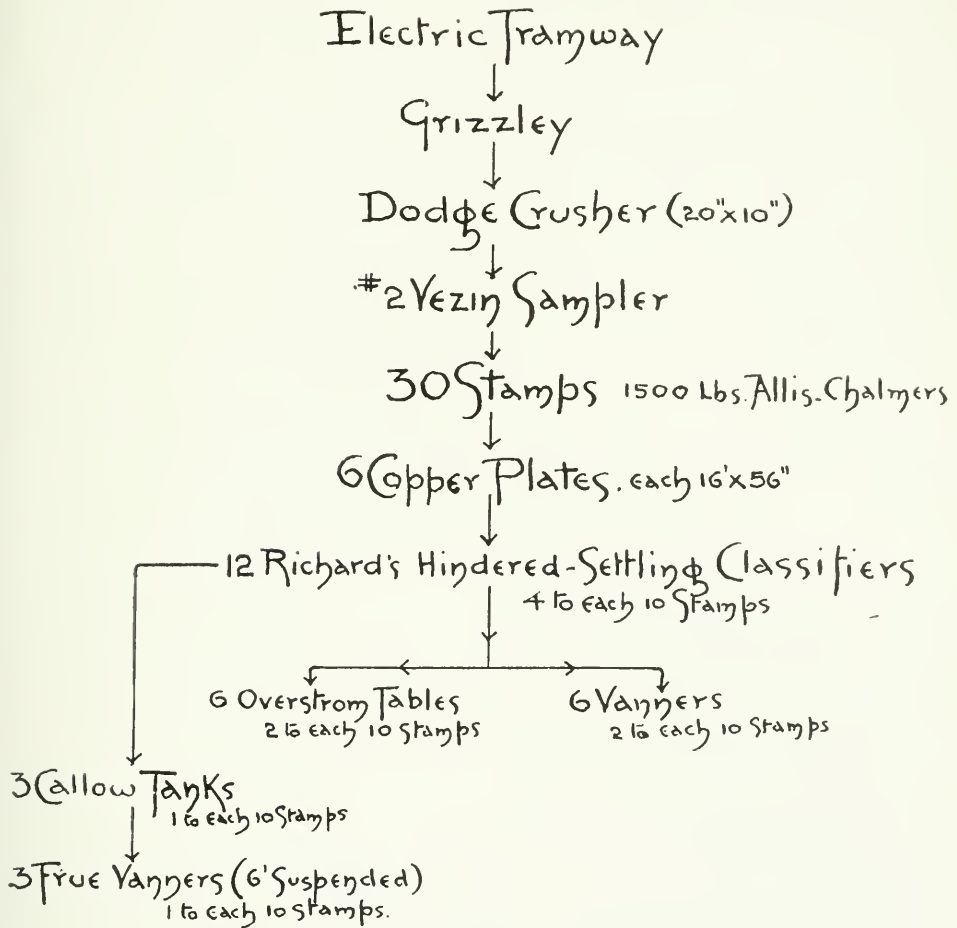 Electric Tramway
Grizzley
Dodge Crusher (20"x10")
#2 Vezin Sampler
30 Stamps 1500 Lbs. Allis-Chalmers
6 Copper Plates. each 16'x56"
12 Richard's Hindered-Settling Classifiers
4 to each 10 Stamps
6 Overstrom Tables
2 to each 10 Stamps
6 Vanners
2 to each 10 Stamps
3 Callow Tanks
1 to each 10 Stamps
3 Frue Vanners (6' Suspended)
1 to each 10 stamps.